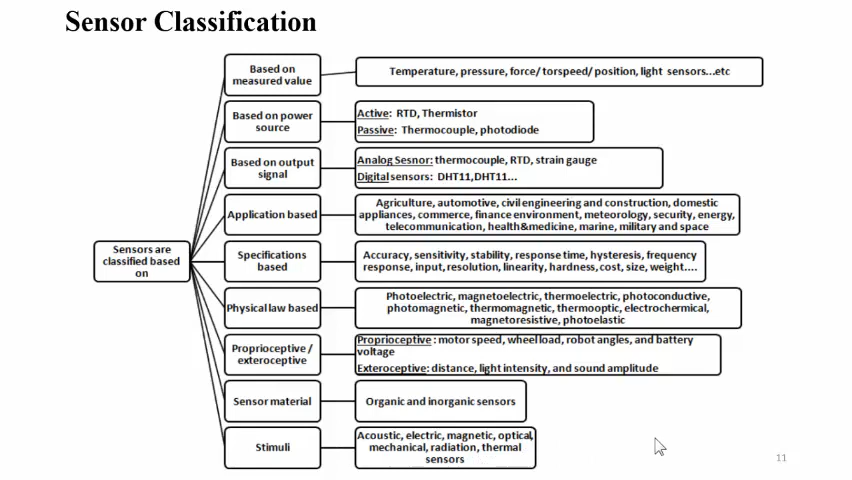 Sensor Classification
Sensors are
classified based
on
Based on
measured value
Temperature, pressure, force/ torspeed/ position, light sensors...etc
Based on power
source
Active: RTD, Thermistor
Passive: Thermocouple, photodiode
Based on output
signal
Analog Sesnor: thermocouple, RTD, strain gauge
Digital sensors: DHT11,DHT11...
Application based
Agriculture, automotive, civil engineering and construction, domestic
appliances, commerce, finance environment, meteorology, security, energy,
telecommunication, health&medicine, marine, military and space
Specifications
based
Accuracy, sensitivity, stability, response time, hysteresis, frequency
response, input, resolution, linearity, hardness, cost, size, weight....
Physical law based
Photoelectric, magnetoelectric, thermoelectric, photoconductive,
photomagnetic, thermomagnetic, thermooptic, electrochemical,
magnetoresistive, photoelastic
Proprioceptive /
exteroceptive
Proprioceptive : motor speed, wheel load, robot angles, and battery
voltage
Exteroceptive: distance, light intensity, and sound amplitude
Sensor material
Organic and inorganic sensors
Stimuli
Acoustic, electric, magnetic, optical,
mechanical, radiation, thermal
sensors
11